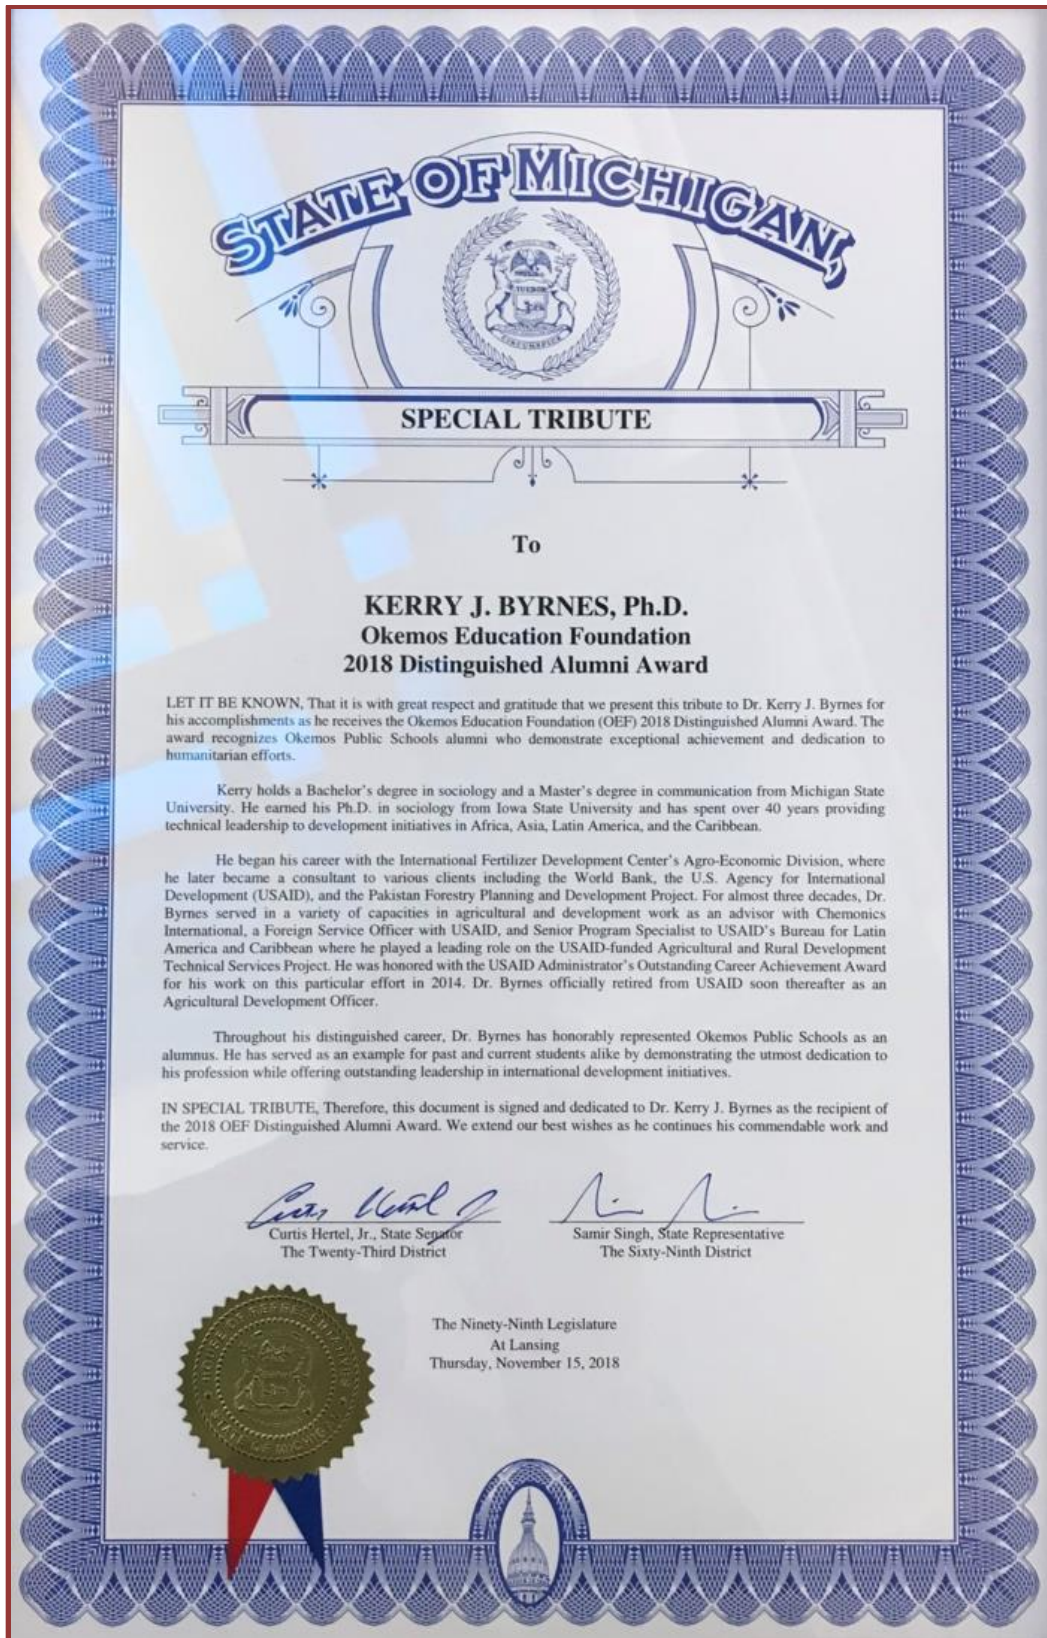 STATE OF MICHIGAN,
TUEBOR
CIRCUMSPICE
SPECIAL TRIBUTE
To
KERRY J. BYRNES, Ph.D.
Okemos Education Foundation
2018 Distinguished Alumni Award
LET IT BE KNOWN, That it is with great respect and gratitude that we present this tribute to Dr. Kerry J. Byrnes for
his accomplishments as he receives the Okemos Education Foundation (OEF) 2018 Distinguished Alumni Award. The
award recognizes Okemos Public Schools alumni who demonstrate exceptional achievement and dedication to
humanitarian efforts.
Kerry holds a Bachelor's degree in sociology and a Master's degree in communication from Michigan State
University. He earned his Ph.D. in sociology from Iowa State University and has spent over 40 years providing
technical leadership to development initiatives in Africa, Asia, Latin America, and the Caribbean.
He began his career with the International Fertilizer Development Center's Agro-Economic Division, where
he later became a consultant to various clients including the World Bank, the U.S. Agency for International
Development (USAID), and the Pakistan Forestry Planning and Development Project. For almost three decades, Dr.
Byrnes served in a variety of capacities in agricultural and development work as an advisor with Chemonics
International, a Foreign Service Officer with USAID, and Senior Program Specialist to USAID's Bureau for Latin
America and Caribbean where he played a leading role on the USAID-funded Agricultural and Rural Development
Technical Services Project. He was honored with the USAID Administrator's Outstanding Career Achievement Award
for his work on this particular effort in 2014. Dr. Byrnes officially retired from USAID soon thereafter as an
Agricultural Development Officer.
Throughout his distinguished career, Dr. Byrnes has honorably represented Okemos Public Schools as an
alumnus. He has served as an example for past and current students alike by demonstrating the utmost dedication to
his profession while offering outstanding leadership in international development initiatives.
IN SPECIAL TRIBUTE, Therefore, this document is signed and dedicated to Dr. Kerry J. Byrnes as the recipient of
the 2018 OEF Distinguished Alumni Award. We extend our best wishes as he continues his commendable work and
service.
Curtis Hertel, Jr., State Senator
The Twenty-Third District
Samir Singh, State Representative
The Sixty-Ninth District
The Ninety-Ninth Legislature
At Lansing
Thursday, November 15, 2018
HOUSE OF REPRESENTATIVES
STATE OF MICHIGAN